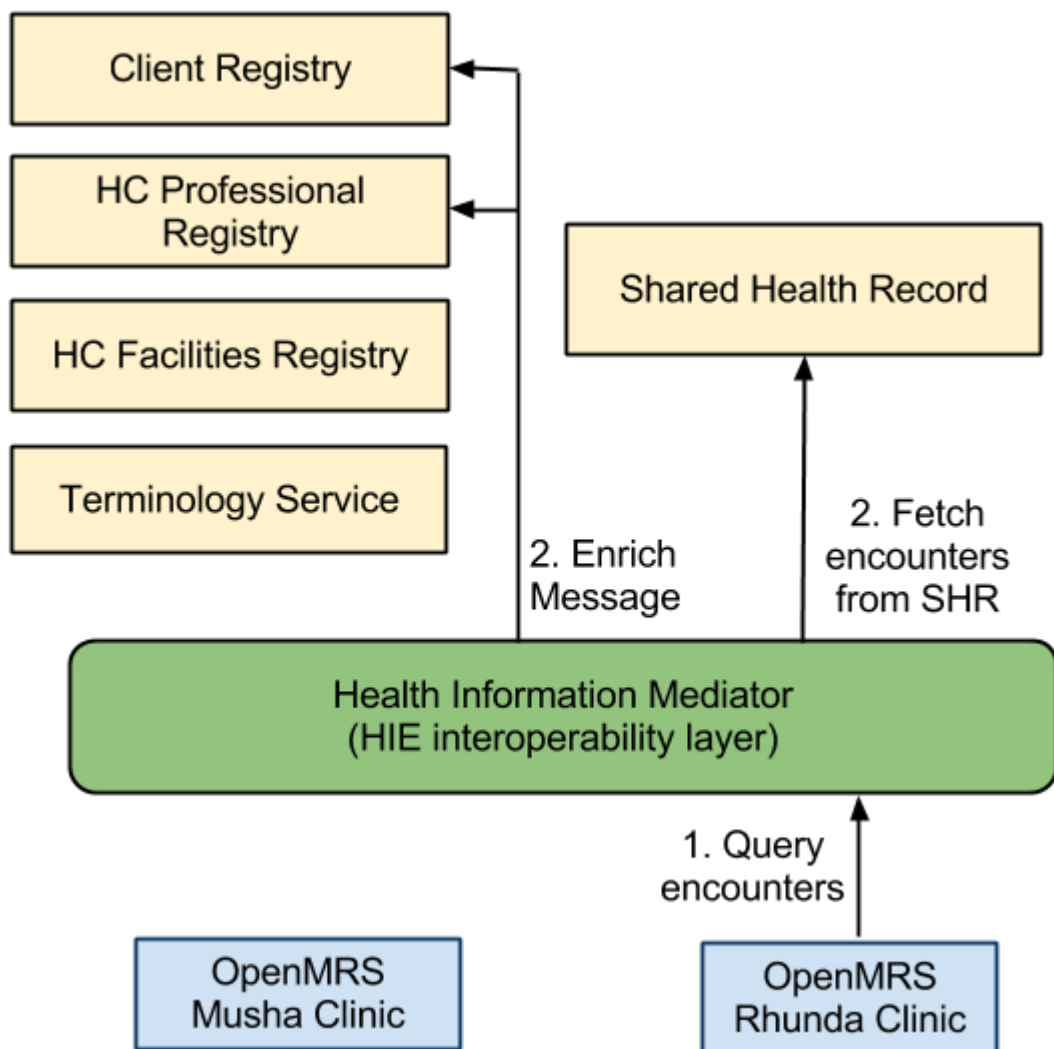 Client Registry
HC Professional
Registry
HC Facilities Registry
Terminology Service
Shared Health Record
2. Enrich
Message
2. Fetch
encounters
from SHR
Health Information Mediator
(HIE interoperability layer)
1. Query
encounters
OpenMRS
Musha Clinic
OpenMRS
Rhunda Clinic